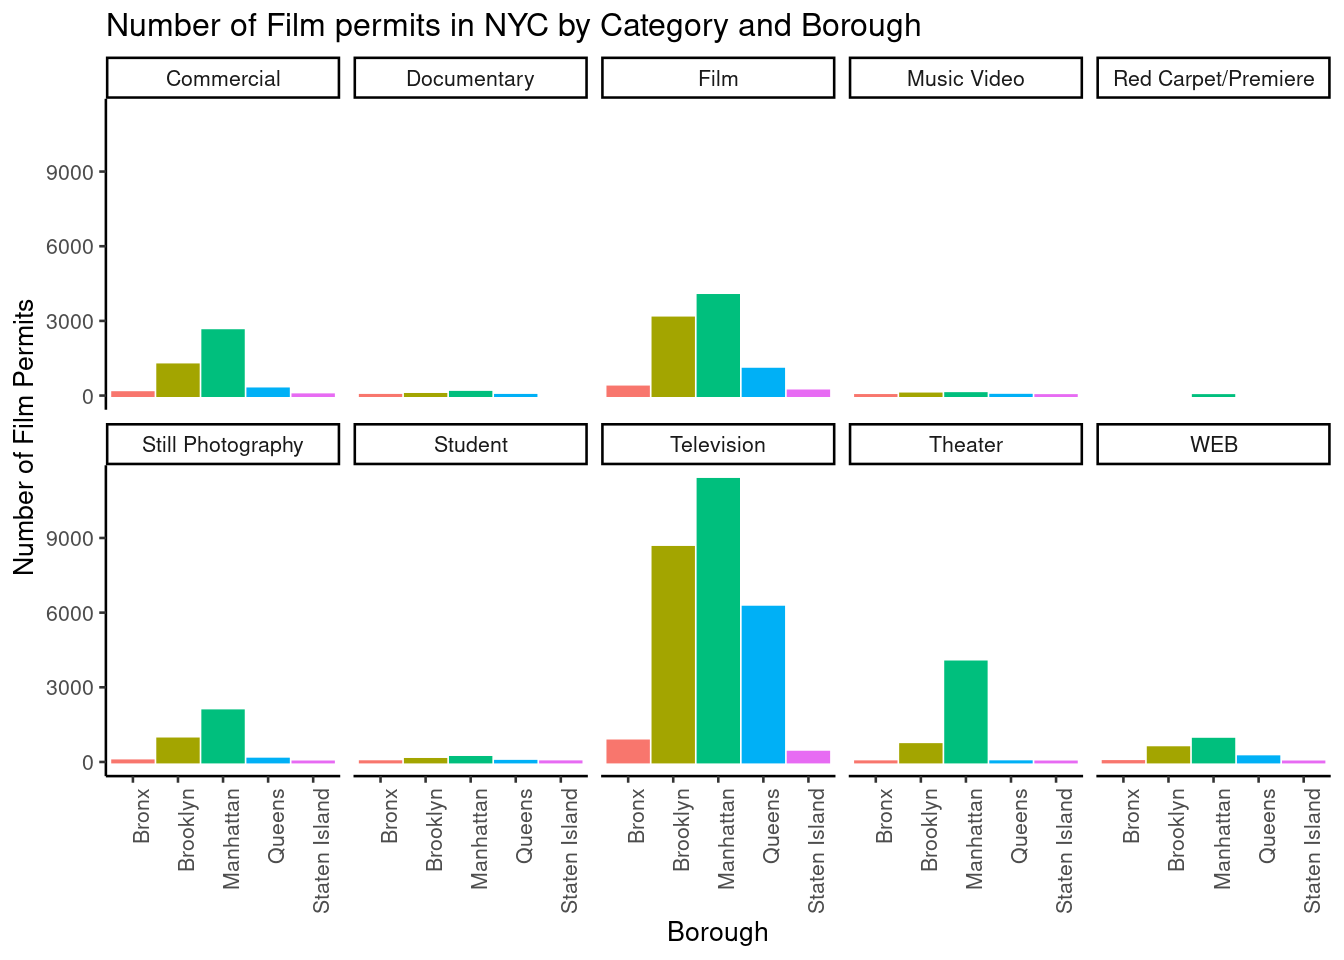 Number of Film permits in NYC by Category and Borough
Commercial Documentary Film Music Video Red Carpet/Premiere
9000
6000
3000
0
Still Photography Student Television Theater WEB
9000
6000
3000
0
Number of Film Permits
Bronx Brooklyn Manhattan Queens Staten Island Bronx Brooklyn Manhattan Queens Staten Island Bronx Brooklyn Manhattan Queens Staten Island Bronx Brooklyn Manhattan Queens Staten Island Bronx Brooklyn Manhattan Queens Staten Island
Borough